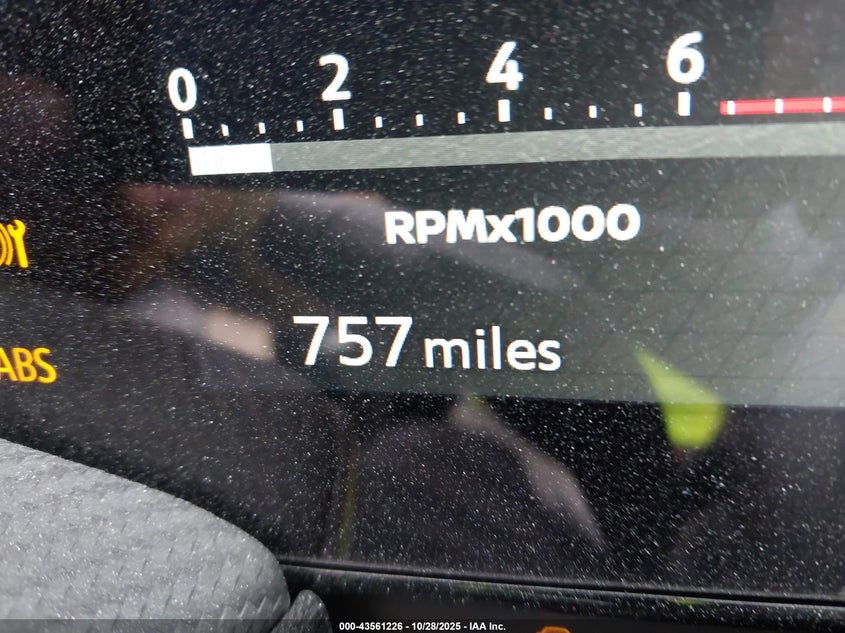 0 2 4 6
RPMx1000
757 miles
ABS
000-43561226 - 10/28/2025 - IAA Inc.